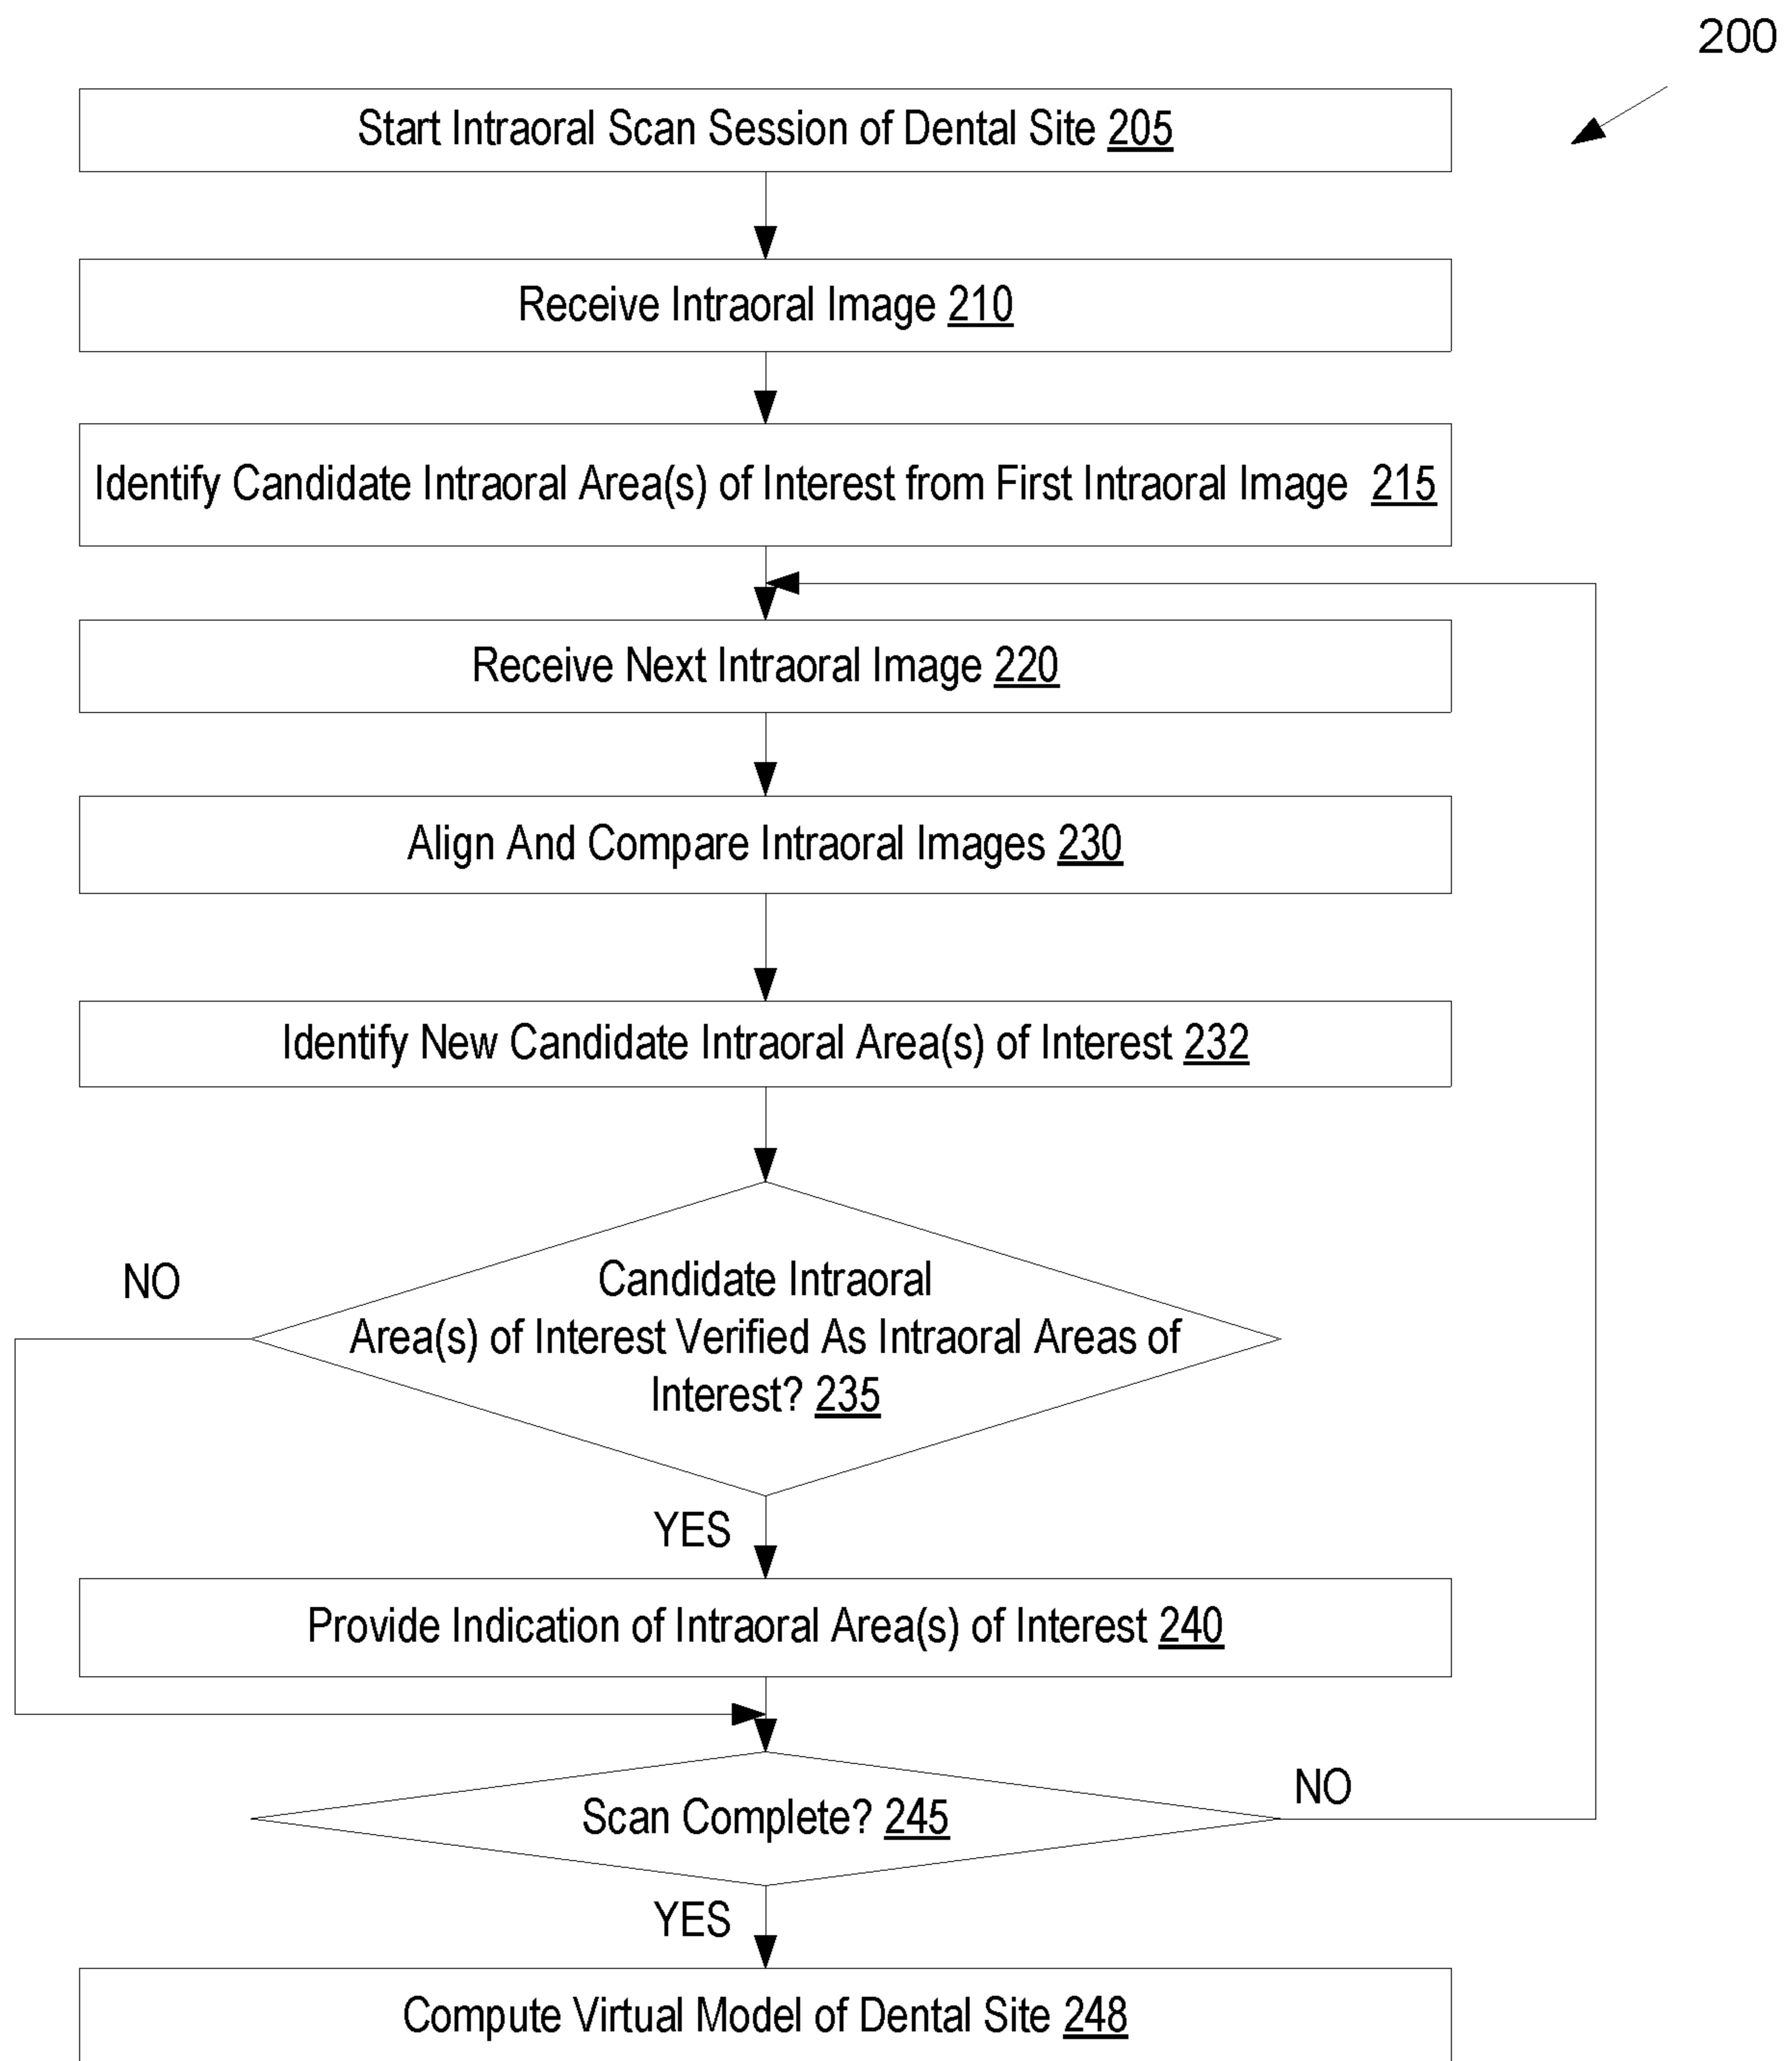 200
Start Intraoral Scan Session of Dental Site 205
Receive Intraoral Image 210
Identify Candidate Intraoral Area(s) of Interest from First Intraoral Image 215
Receive Next Intraoral Image 220
Align And Compare Intraoral Images 230
Identify New Candidate Intraoral Area(s) of Interest 232
NO
Candidate Intraoral
Area(s) of Interest Verified As Intraoral Areas of
Interest? 235
YES
Provide Indication of Intraoral Area(s) of Interest 240
NO
Scan Complete? 245
YES
Compute Virtual Model of Dental Site 248